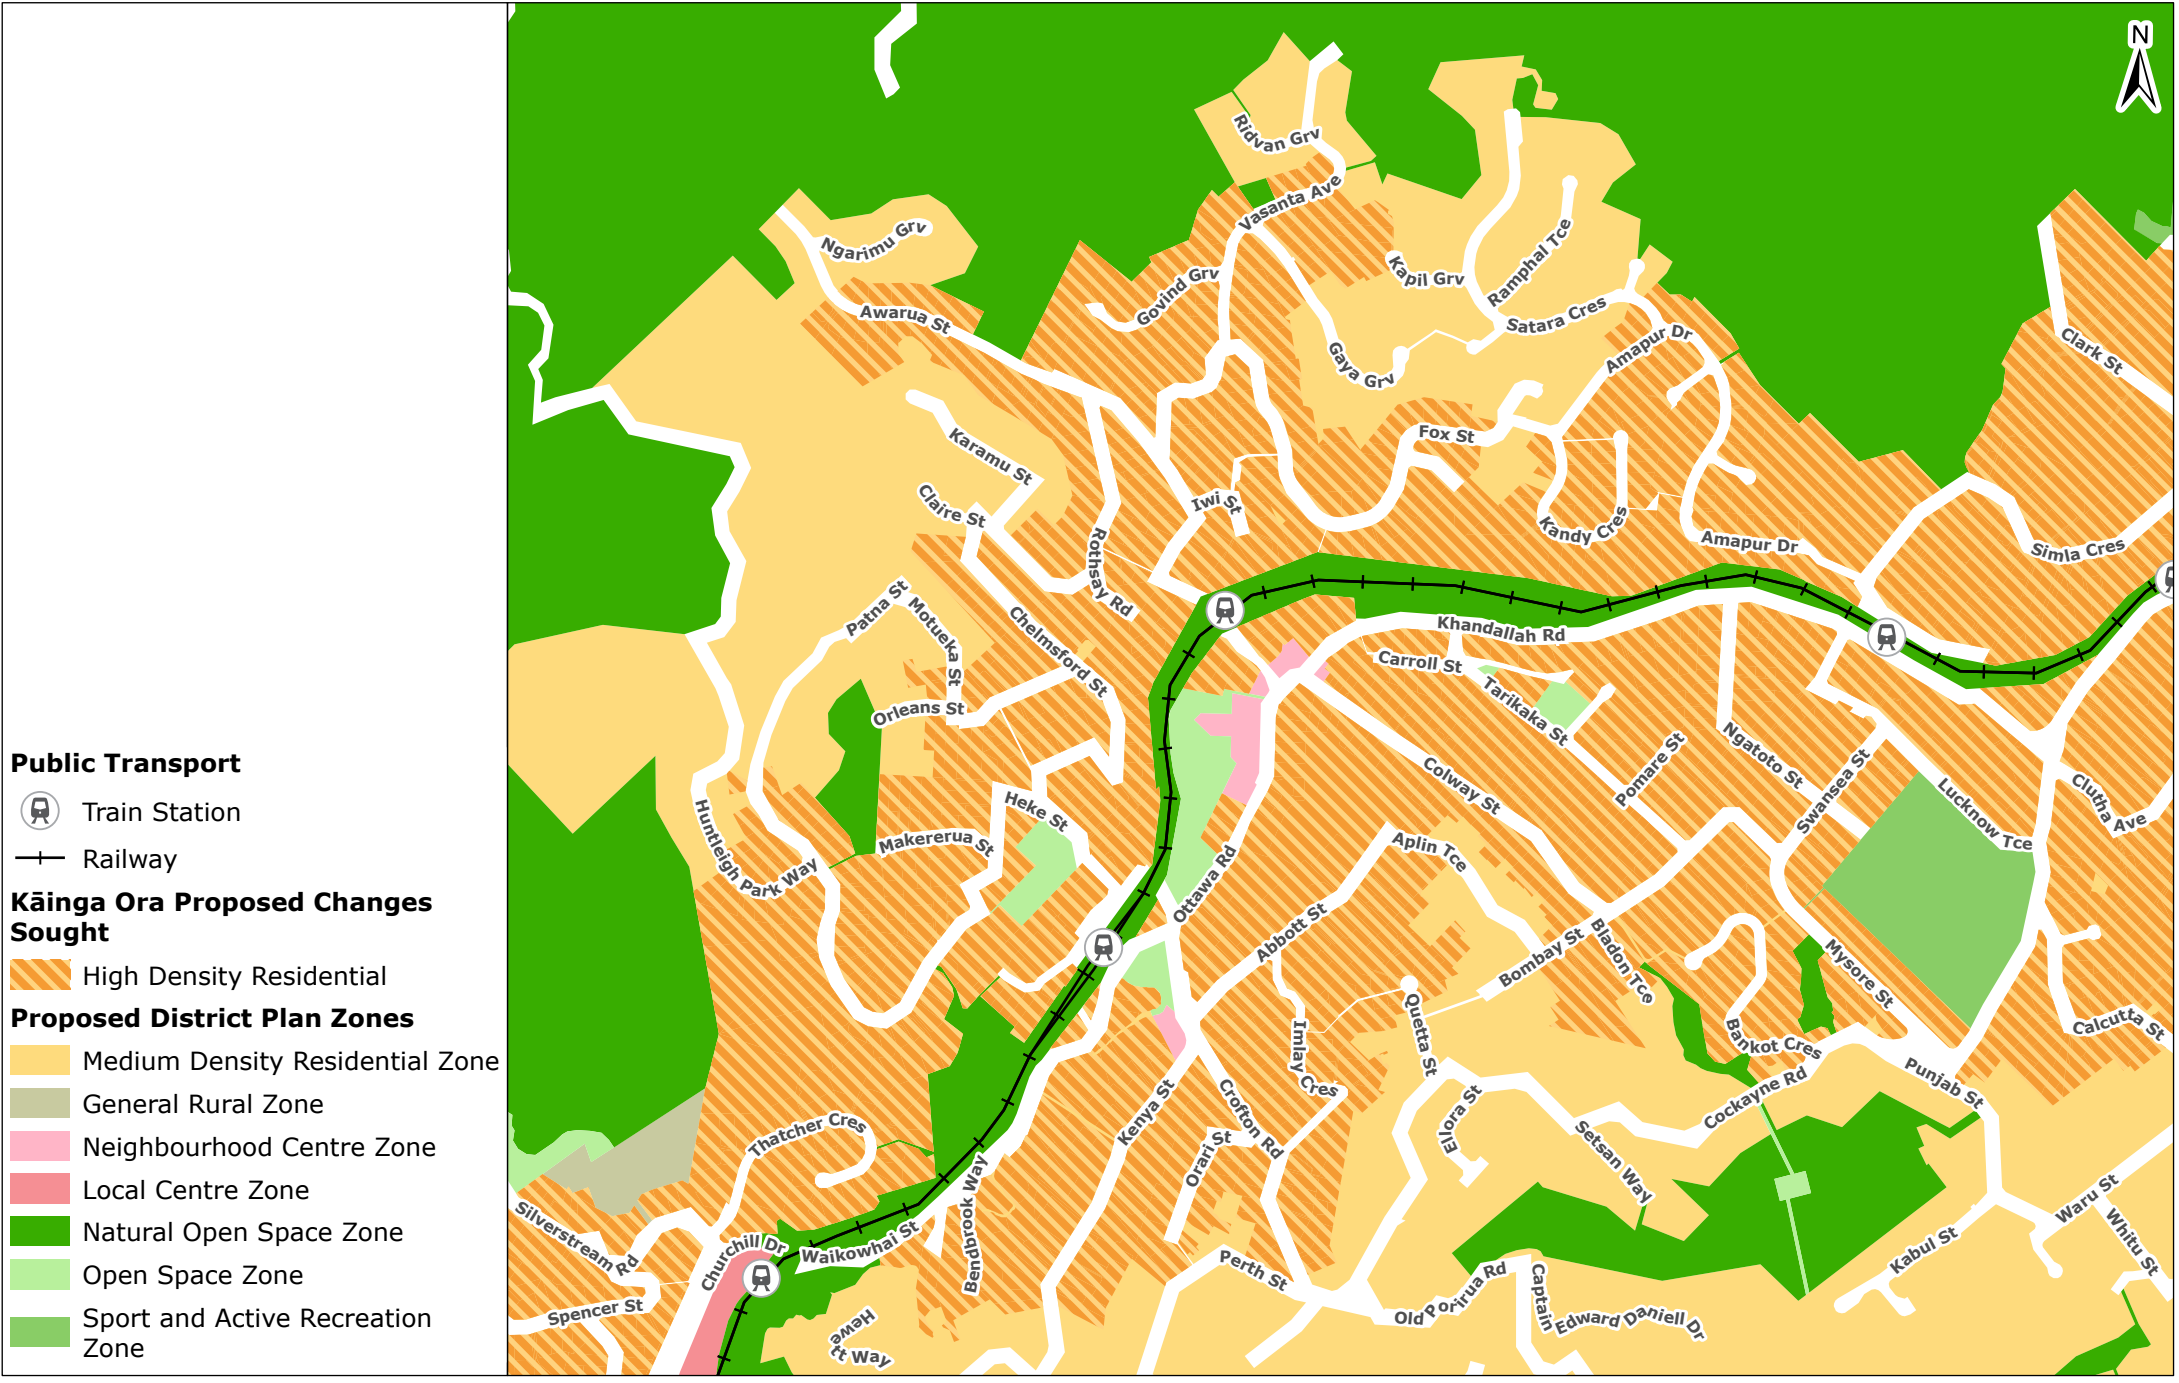 Public Transport
Train Station
Railway
Kāinga Ora Proposed Changes
Sought
High Density Residential
Proposed District Plan Zones
Medium Density Residential Zone
General Rural Zone
Neighbourhood Centre Zone
Local Centre Zone
Natural Open Space Zone
Open Space Zone
Sport and Active Recreation
Zone
N
Ridvan Grv
Vasanta Ave
Ngarimu Grv
Kapil Grv
Ramphal Tce
Govind Grv
Awarua St
Satara Cres
Amapur Dr
Gaya Grv
Clark St
Karamu St
Fox St
Claire St
Iwi St
Kandy Cres
Amapur Dr
Simla Cres
Rothsay Rd
Patna St
Motueka St
Chelmsford St
Khandallah Rd
Carroll St
Tarikaka St
Orleans St
Ngatoto St
Pomare St
Swansea St
Colway St
Lucknow Tce
Clutha Ave
Heke St
Makererua St
Huntleigh Park Way
Aplin Tce
Ottawa Rd
Abbott St
Bombay St
Bladon Tce
Mysore St
Quetta St
Imlay Cres
Bankot Cres
Calcutta St
Punjab St
Cockayne Rd
Kenya St
Crofton Rd
Ellora St
Setsan Way
Orari St
Thatcher Cres
Silverstream Rd
Churchill Dr
Waikowhai St
Benqubrook Way
Perth St
Old Porirua Rd
Captain Edward Daniell Dr
Kabul St
Waru St
Whitu St
Spencer St
Hewe
tt Way